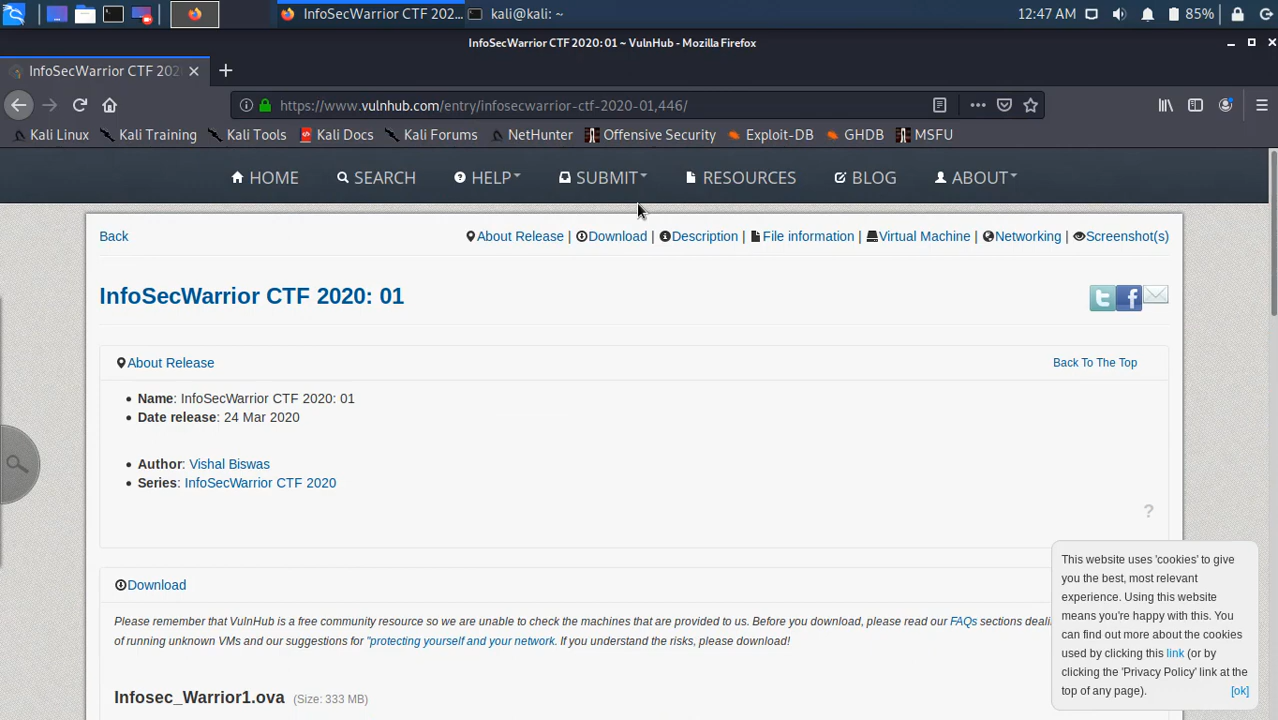 InfoSecWarrior CTF 202... kali@kali: ~ 12:47 AM 85%
InfoSecWarrior CTF 2020: 01 ~ VulnHub - Mozilla Firefox
InfoSecWarrior CTF 202
https://www.vulnhub.com/entry/infosecwarrior-ctf-2020-01,446/
Kali Linux Kali Training Kali Tools Kali Docs Kali Forums NetHunter Offensive Security Exploit-DB GHDB MSFU
HOME SEARCH HELP SUBMIT RESOURCES BLOG ABOUT
Back About Release | Download | Description | File information | Virtual Machine | Networking | Screenshot(s)
InfoSecWarrior CTF 2020: 01
About Release Back To The Top
Name: InfoSecWarrior CTF 2020: 01
Date release: 24 Mar 2020
Author: Vishal Biswas
Series: InfoSecWarrior CTF 2020
?
Download
Please remember that VulnHub is a free community resource so we are unable to check the machines that are provided to us. Before you download, please read our FAQs sections deali
of running unknown VMs and our suggestions for "protecting yourself and your network. If you understand the risks, please download!
Infosec_Warrior1.ova (Size: 333 MB)
This website uses 'cookies' to give
you the best, most relevant
experience. Using this website
means you're happy with this. You
can find out more about the cookies
used by clicking this link (or by
clicking the 'Privacy Policy' link at the
top of any page). [ok]